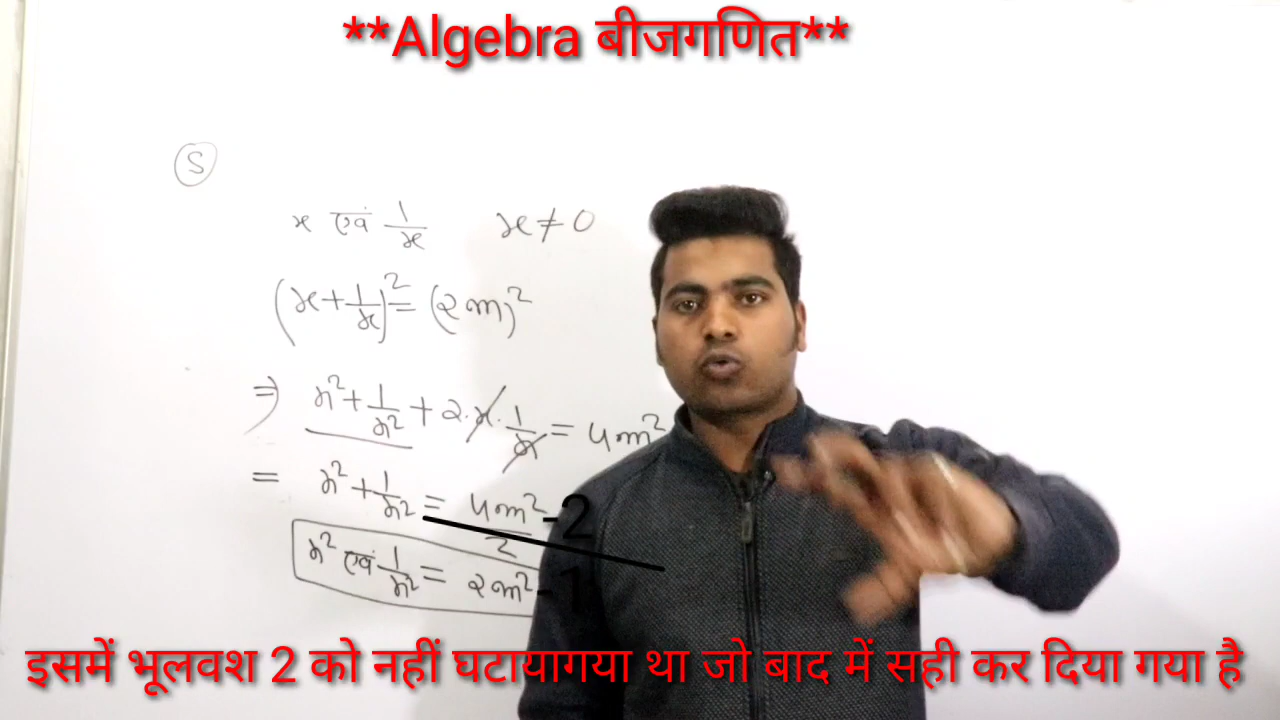 **Algebra बीजगणित**
5
x एवं 1/x x ≠ 0
(x + 1/x)² = (2m)²
⇒ x² + 1/x² + 2·x·1/x = 4m²
= x² + 1/x² = 4m²-2/2
x² एवं 1/x² = 2m²-1
इसमें भूलवश 2 को नहीं घटायागया था जो बाद में सही कर दिया गया है